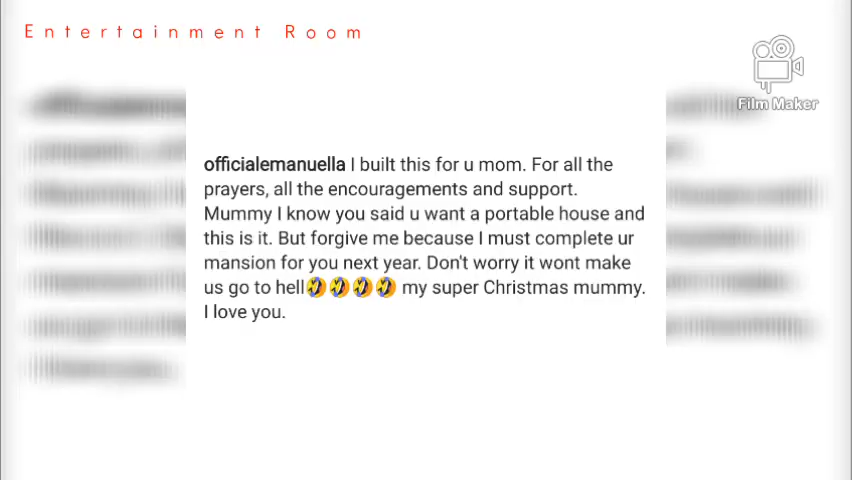 Entertainment Room
Film Maker
officialemanuella I built this for u mom. For all the
prayers, all the encouragements and support.
Mummy I know you said u want a portable house and
this is it. But forgive me because I must complete ur
mansion for you next year. Don't worry it wont make
us go to hell🤣🤣🤣🤣 my super Christmas mummy.
I love you.